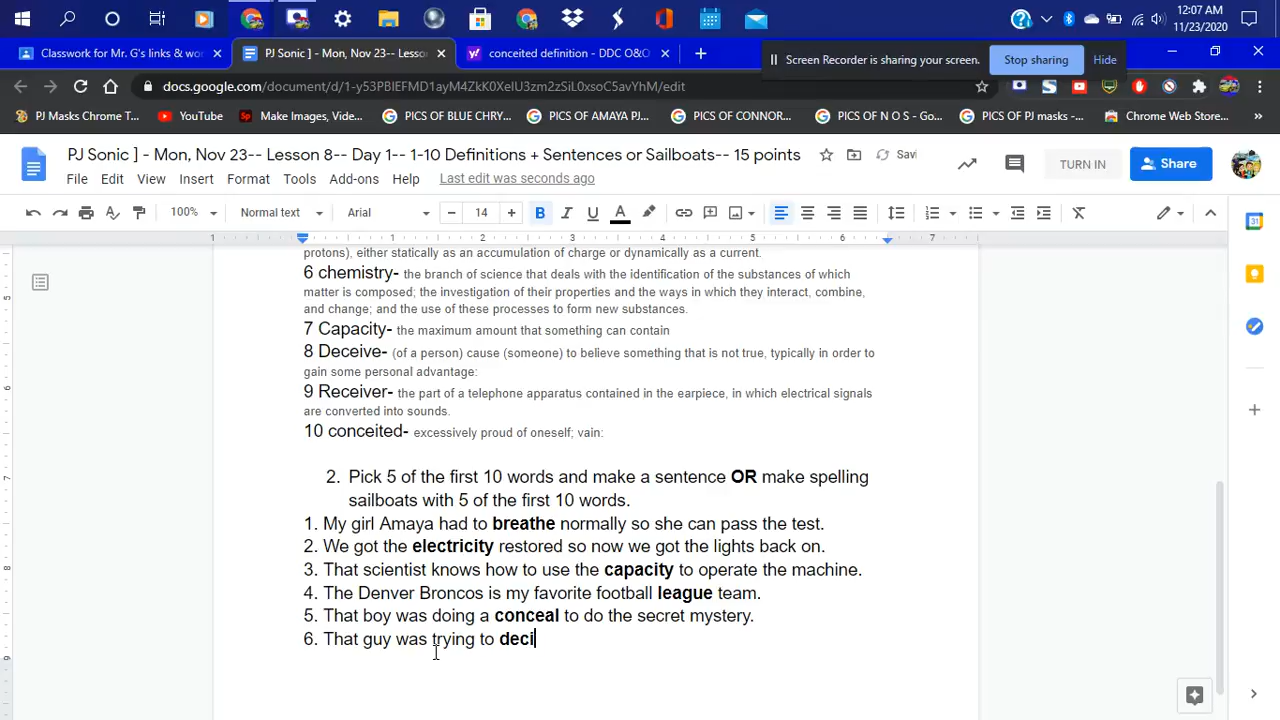 12:07 AM
11/23/2020
Classwork for Mr. G's links & wo
PJ Sonic ] - Mon, Nov 23-- Lesso
conceited definition - DDC O&O
Screen Recorder is sharing your screen.
Stop sharing
Hide
docs.google.com/document/d/1-y53PBIEFMD1ayM4ZkK0XeIU3zm2zSiL0xsoC5avYhM/edit
PJ Masks Chrome T...
YouTube
Make Images, Vide...
PICS OF BLUE CHRY...
PICS OF AMAYA PJ...
PICS OF CONNOR...
PICS OF N O S - Go...
PICS OF PJ masks -...
Chrome Web Store...
»
PJ Sonic ] - Mon, Nov 23-- Lesson 8-- Day 1-- 1-10 Definitions + Sentences or Sailboats-- 15 points
Savi
TURN IN
Share
File Edit View Insert Format Tools Add-ons Help Last edit was seconds ago
100% Normal text Arial 14 B I U A
1 1 2 3 4 5 6 7
protons), either statically as an accumulation of charge or dynamically as a current.
6 chemistry- the branch of science that deals with the identification of the substances of which
matter is composed; the investigation of their properties and the ways in which they interact, combine,
and change; and the use of these processes to form new substances.
7 Capacity- the maximum amount that something can contain
8 Deceive- (of a person) cause (someone) to believe something that is not true, typically in order to
gain some personal advantage:
9 Receiver- the part of a telephone apparatus contained in the earpiece, in which electrical signals
are converted into sounds.
10 conceited- excessively proud of oneself; vain:
2. Pick 5 of the first 10 words and make a sentence OR make spelling
sailboats with 5 of the first 10 words.
1. My girl Amaya had to breathe normally so she can pass the test.
2. We got the electricity restored so now we got the lights back on.
3. That scientist knows how to use the capacity to operate the machine.
4. The Denver Broncos is my favorite football league team.
5. That boy was doing a conceal to do the secret mystery.
6. That guy was trying to deci
5
6
7
8
9